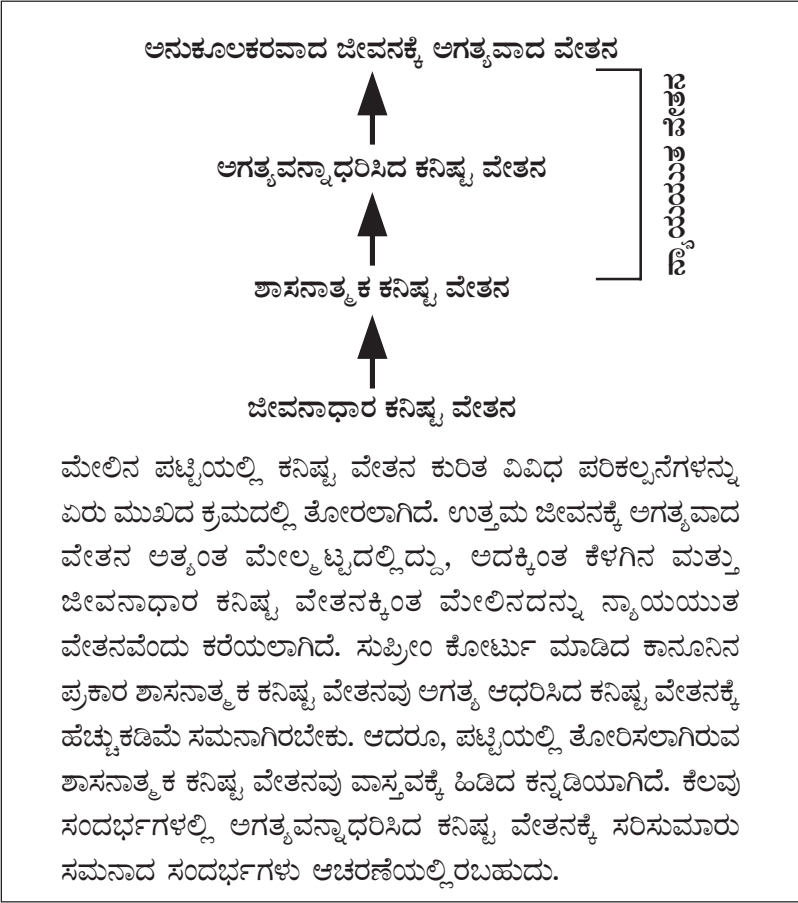 ಅನುಕೂಲಕರವಾದ ಜೀವನಕ್ಕೆ ಅಗತ್ಯವಾದ ವೇತನ
ನ್ಯಾಯಯುತ ವೇತನ
ಅಗತ್ಯವನ್ನಾಧರಿಸಿದ ಕನಿಷ್ಟ ವೇತನ
ಶಾಸನಾತ್ಮಕ ಕನಿಷ್ಟ ವೇತನ
ಜೀವನಾಧಾರ ಕನಿಷ್ಟ ವೇತನ
ಮೇಲಿನ ಪಟ್ಟಿಯಲ್ಲಿ ಕನಿಷ್ಟ ವೇತನ ಕುರಿತ ವಿವಿಧ ಪರಿಕಲ್ಪನೆಗಳನ್ನು
ಏರು ಮುಖದ ಕ್ರಮದಲ್ಲಿ ತೋರಲಾಗಿದೆ. ಉತ್ತಮ ಜೀವನಕ್ಕೆ ಅಗತ್ಯವಾದ
ವೇತನ ಅತ್ಯಂತ ಮೇಲ್ಮಟ್ಟದಲ್ಲಿದ್ದು, ಅದಕ್ಕಿಂತ ಕೆಳಗಿನ ಮತ್ತು
ಜೀವನಾಧಾರ ಕನಿಷ್ಟ ವೇತನಕ್ಕಿಂತ ಮೇಲಿನದನ್ನು ನ್ಯಾಯಯುತ
ವೇತನವೆಂದು ಕರೆಯಲಾಗಿದೆ. ಸುಪ್ರೀಂ ಕೋರ್ಟು ಮಾಡಿದ ಕಾನೂನಿನ
ಪ್ರಕಾರ ಶಾಸನಾತ್ಮಕ ಕನಿಷ್ಟ ವೇತನವು ಅಗತ್ಯ ಆಧರಿಸಿದ ಕನಿಷ್ಟ ವೇತನಕ್ಕೆ
ಹೆಚ್ಚುಕಡಿಮೆ ಸಮನಾಗಿರಬೇಕು. ಆದರೂ, ಪಟ್ಟಿಯಲ್ಲಿ ತೋರಿಸಲಾಗಿರುವ
ಶಾಸನಾತ್ಮಕ ಕನಿಷ್ಟ ವೇತನವು ವಾಸ್ತವಕ್ಕೆ ಹಿಡಿದ ಕನ್ನಡಿಯಾಗಿದೆ. ಕೆಲವು
ಸಂದರ್ಭಗಳಲ್ಲಿ ಅಗತ್ಯವನ್ನಾಧರಿಸಿದ ಕನಿಷ್ಟ ವೇತನಕ್ಕೆ ಸರಿಸುಮಾರು
ಸಮನಾದ ಸಂದರ್ಭಗಳು ಆಚರಣೆಯಲ್ಲಿರಬಹುದು.